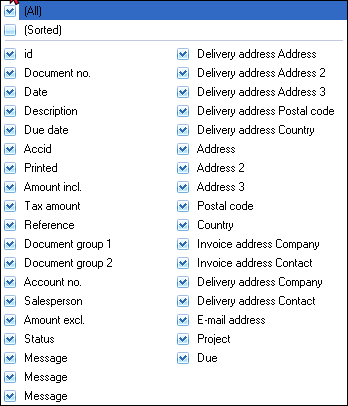 (All)
(Sorted)
id
Document no.
Date
Description
Due date
Accid
Printed
Amount incl.
Tax amount
Reference
Document group 1
Document group 2
Account no.
Salesperson
Amount excl.
Status
Message
Message
Message
Delivery address Address
Delivery address Address 2
Delivery address Address 3
Delivery address Postal code
Delivery address Country
Address
Address 2
Address 3
Postal code
Country
Invoice address Company
Invoice address Contact
Delivery address Company
Delivery address Contact
E-mail address
Project
Due